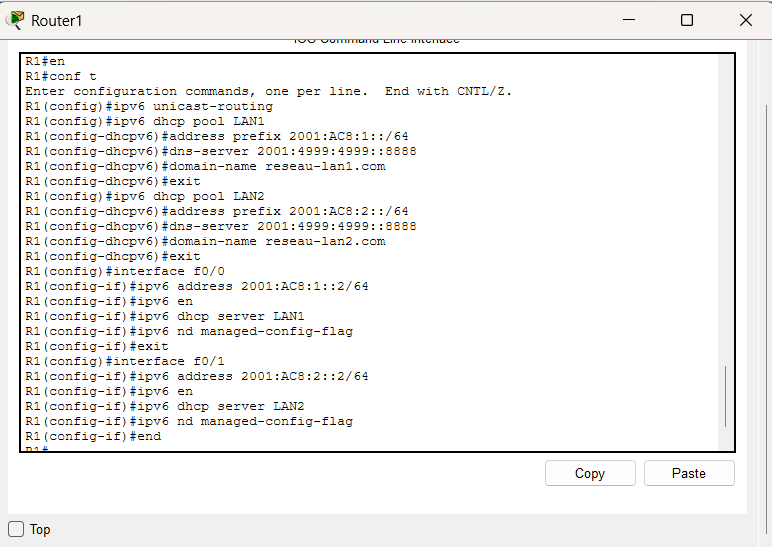 Router1
IOS Command Line Interface
R1#en
R1#conf t
Enter configuration commands, one per line.  End with CNTL/Z.
R1(config)#ipv6 unicast-routing
R1(config)#ipv6 dhcp pool LAN1
R1(config-dhcpv6)#address prefix 2001:AC8:1::/64
R1(config-dhcpv6)#dns-server 2001:4999:4999::8888
R1(config-dhcpv6)#domain-name reseau-lan1.com
R1(config-dhcpv6)#exit
R1(config)#ipv6 dhcp pool LAN2
R1(config-dhcpv6)#address prefix 2001:AC8:2::/64
R1(config-dhcpv6)#dns-server 2001:4999:4999::8888
R1(config-dhcpv6)#domain-name reseau-lan2.com
R1(config-dhcpv6)#exit
R1(config)#interface f0/0
R1(config-if)#ipv6 address 2001:AC8:1::2/64
R1(config-if)#ipv6 en
R1(config-if)#ipv6 dhcp server LAN1
R1(config-if)#ipv6 nd managed-config-flag
R1(config-if)#exit
R1(config)#interface f0/1
R1(config-if)#ipv6 address 2001:AC8:2::2/64
R1(config-if)#ipv6 en
R1(config-if)#ipv6 dhcp server LAN2
R1(config-if)#ipv6 nd managed-config-flag
R1(config-if)#end
R1#
Copy
Paste
Top